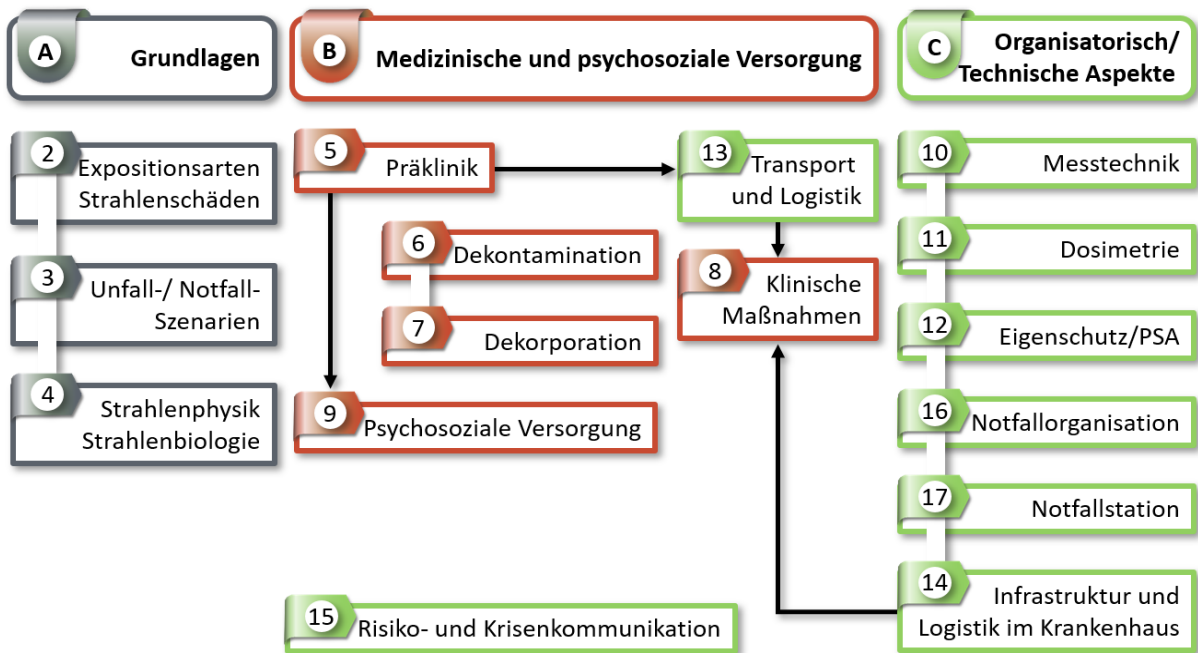 A
Grundlagen
B
Medizinische und psychosoziale Versorgung
C
Organisatorisch/
Technische Aspekte
2
Expositionsarten
Strahlenschäden
3
Unfall-/ Notfall-
Szenarien
4
Strahlenphysik
Strahlenbiologie
5
Präklinik
13
Transport
und Logistik
6
Dekontamination
7
Dekorporation
8
Klinische
Maßnahmen
9
Psychosoziale Versorgung
10
Messtechnik
11
Dosimetrie
12
Eigenschutz/PSA
16
Notfallorganisation
17
Notfallstation
14
Infrastruktur und
Logistik im Krankenhaus
15
Risiko- und Krisenkommunikation